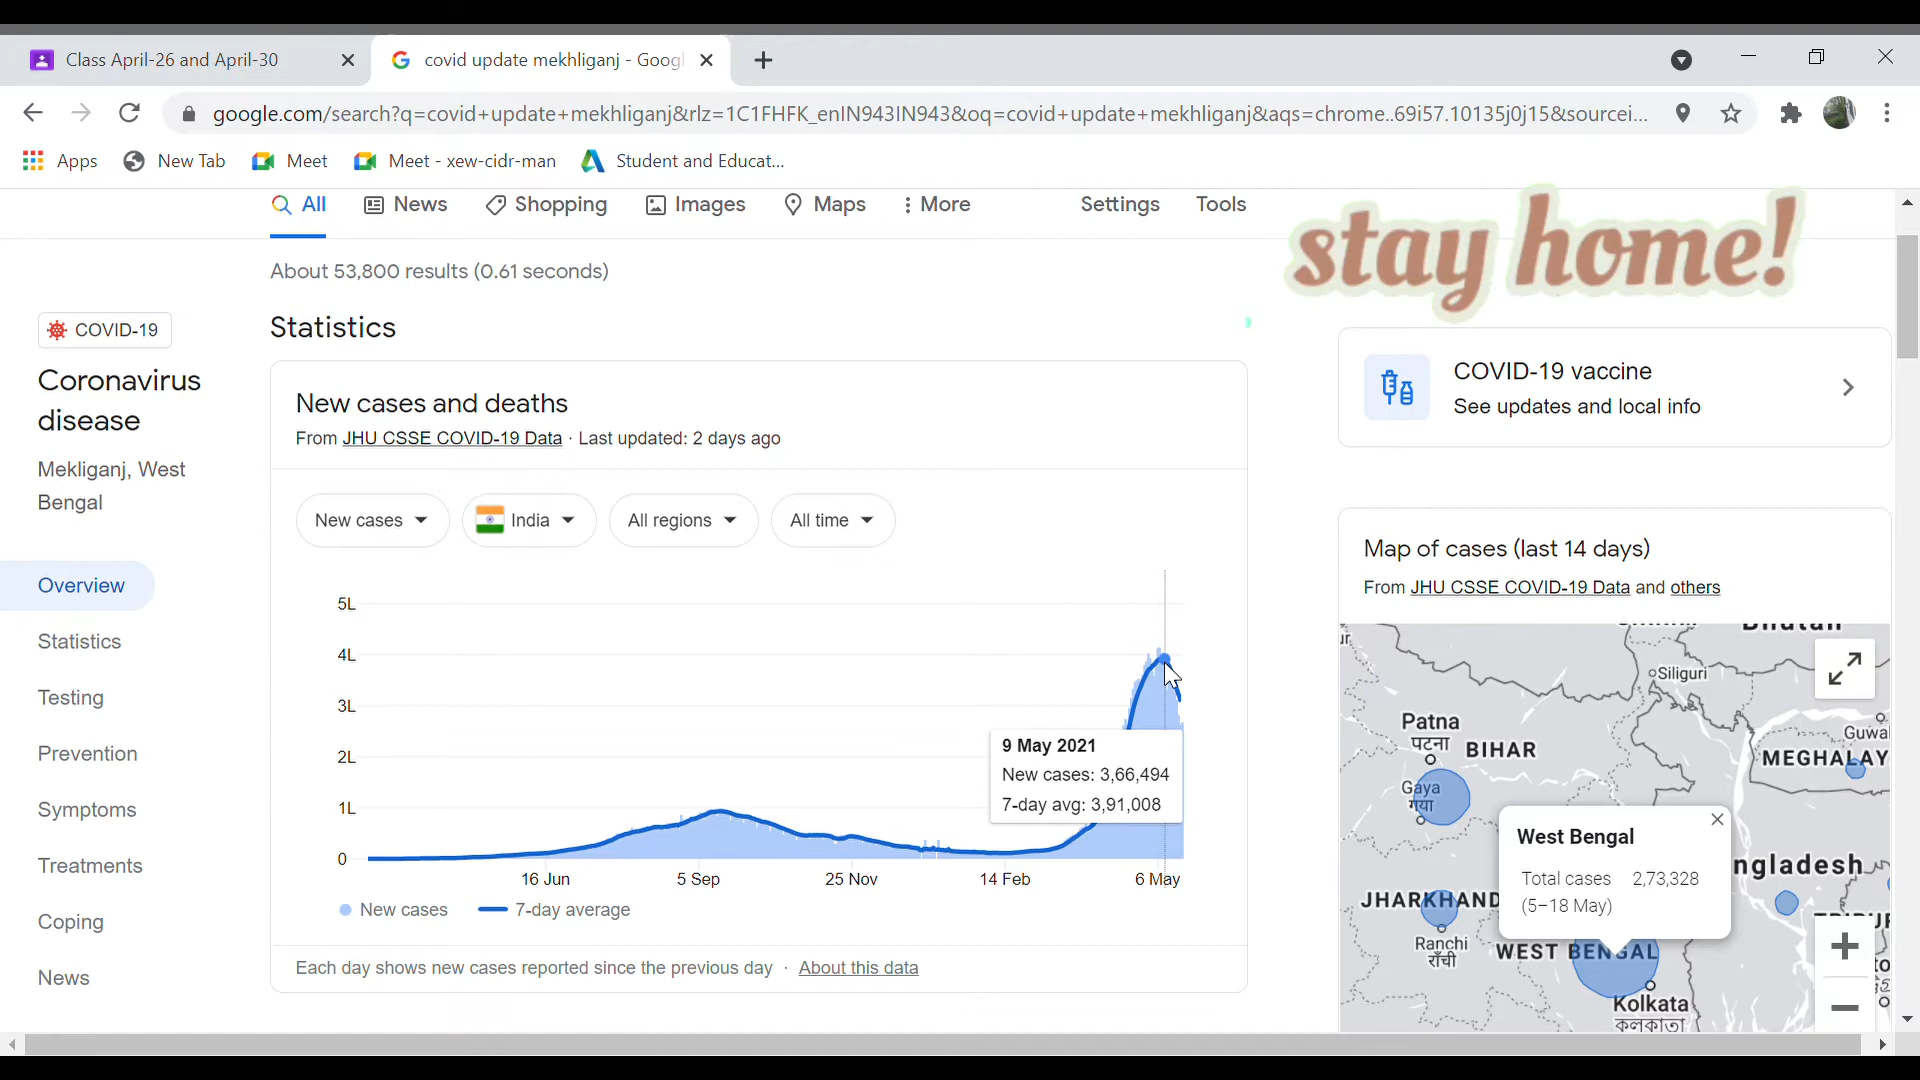 Class April-26 and April-30
covid update mekhliganj - Googl
google.com/search?q=covid+update+mekhliganj&rlz=1C1FHFK_enIN943IN943&oq=covid+update+mekhliganj&aqs=chrome..69i57.10135j0j15&sourcei...
Apps New Tab Meet Meet - xew-cidr-man Student and Educat...
All News Shopping Images Maps More Settings Tools
stay home!
About 53,800 results (0.61 seconds)
COVID-19
Coronavirus
disease
Mekliganj, West
Bengal
Overview
Statistics
Testing
Prevention
Symptoms
Treatments
Coping
News
Statistics
New cases and deaths
From JHU CSSE COVID-19 Data · Last updated: 2 days ago
New cases India All regions All time
5L
4L
3L
2L
1L
0
16 Jun 5 Sep 25 Nov 14 Feb 6 May
9 May 2021
New cases: 3,66,494
7-day avg: 3,91,008
New cases 7-day average
Each day shows new cases reported since the previous day · About this data
COVID-19 vaccine
See updates and local info
Map of cases (last 14 days)
From JHU CSSE COVID-19 Data and others
Bhutan
Siliguri
Patna
पटना
BIHAR
Guwa
MEGHALAY
Gaya
गया
West Bengal
Total cases 2,73,328
(5–18 May)
ngladesh
JHARKHAND
Ranchi
राँची
WEST BENGAL
Kolkata
কলকাতা